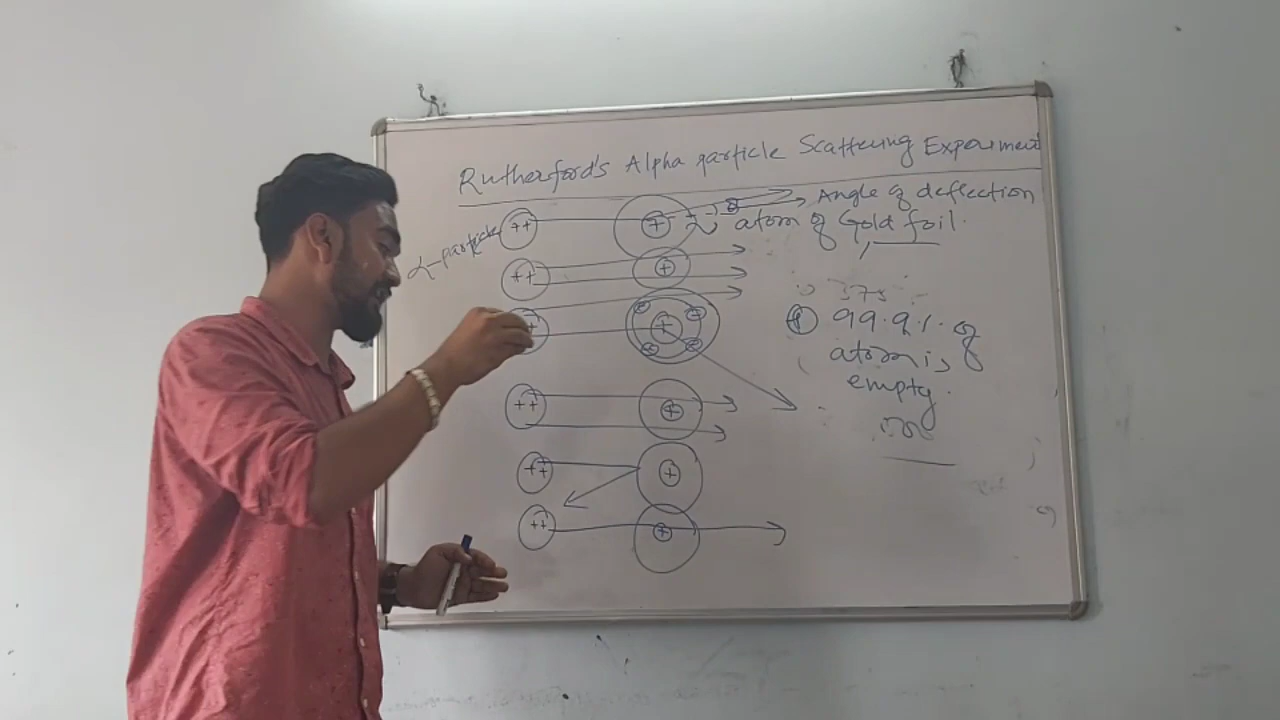 Rutherford's Alpha particle Scattering Experiment
Angle of deflection
α-particle
atom of Gold foil.
① 99.9% of
atom is
empty.